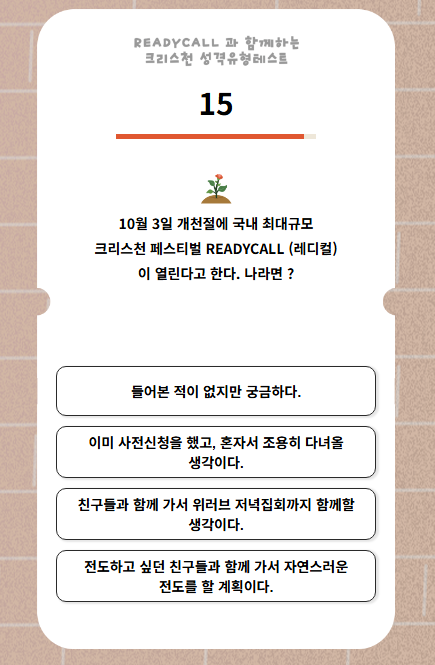 READYCALL 과 함께하는
크리스천 성격유형테스트
15
10월 3일 개천절에 국내 최대규모
크리스천 페스티벌 READYCALL (레디컬)
이 열린다고 한다. 나라면 ?
들어본 적이 없지만 궁금하다.
이미 사전신청을 했고, 혼자서 조용히 다녀올
생각이다.
친구들과 함께 가서 위러브 저녁집회까지 함께할
생각이다.
전도하고 싶던 친구들과 함께 가서 자연스러운
전도를 할 계획이다.